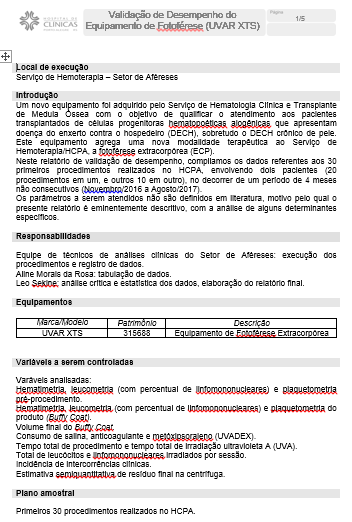 HOSPITAL DE
CLÍNICAS
Validação de Desempenho do
Equipamento de Fotoférese (UVAR XTS)
Página
1/5
Local de execução
Serviço de Hemoterapia – Setor de Aféreses
Introdução
Um novo equipamento foi adquirido pelo Serviço de Hematologia Clínica e Transplante
de Medula Óssea com o objetivo de qualificar o atendimento aos pacientes
transplantados de células progenitoras hematopoéticas alogênicas que apresentam
doença do enxerto contra o hospedeiro (DECH), sobretudo o DECH crônico de pele.
Este equipamento agrega uma nova modalidade terapêutica ao Serviço de
Hemoterapia/HCPA, a fotoférese extracorpórea (ECP).
Neste relatório de validação de desempenho, compilamos os dados referentes aos 30
primeiros procedimentos realizados no HCPA, envolvendo dois pacientes (20
procedimentos em um, e outros 10 em outro), no decorrer de um período de 4 meses
não consecutivos (Novembro/2016 a Agosto/2017).
Os parâmetros a serem atendidos não são definidos em literatura, motivo pelo qual o
presente relatório é eminentemente descritivo, com a análise de alguns determinantes
específicos.
Responsabilidades
Equipe de técnicos de análises clínicas do Setor de Aféreses: execução dos
procedimentos e registro de dados.
Aline Morais da Rosa: tabulação de dados.
Leo Sekine: análise crítica e estatística dos dados, elaboração do relatório final.
Equipamentos
Marca/Modelo Patrimônio Descrição
UVAR XTS 315688 Equipamento de Fotoférese Extracorpórea
Variáveis a serem controladas
Varáveis analisadas:
Hematimetria, leucometria (com percentual de linfomononucleares) e plaquetometria
pré-procedimento.
Hematimetria, leucometria (com percentual de linfomononucleares) e plaquetometria do
produto (Buffy Coat).
Volume final do Buffy Coat
Consumo de salina, anticoagulante e metóxipsoraleno (UVADEX).
Tempo total de procedimento e tempo total de irradiação ultravioleta A (UVA).
Total de leucócitos e linfomononucleares irradiados por sessão.
Incidência de intercorrências clínicas.
Estimativa semiquantitativa de resíduo final na centrífuga.
Plano amostral
Primeiros 30 procedimentos realizados no HCPA.